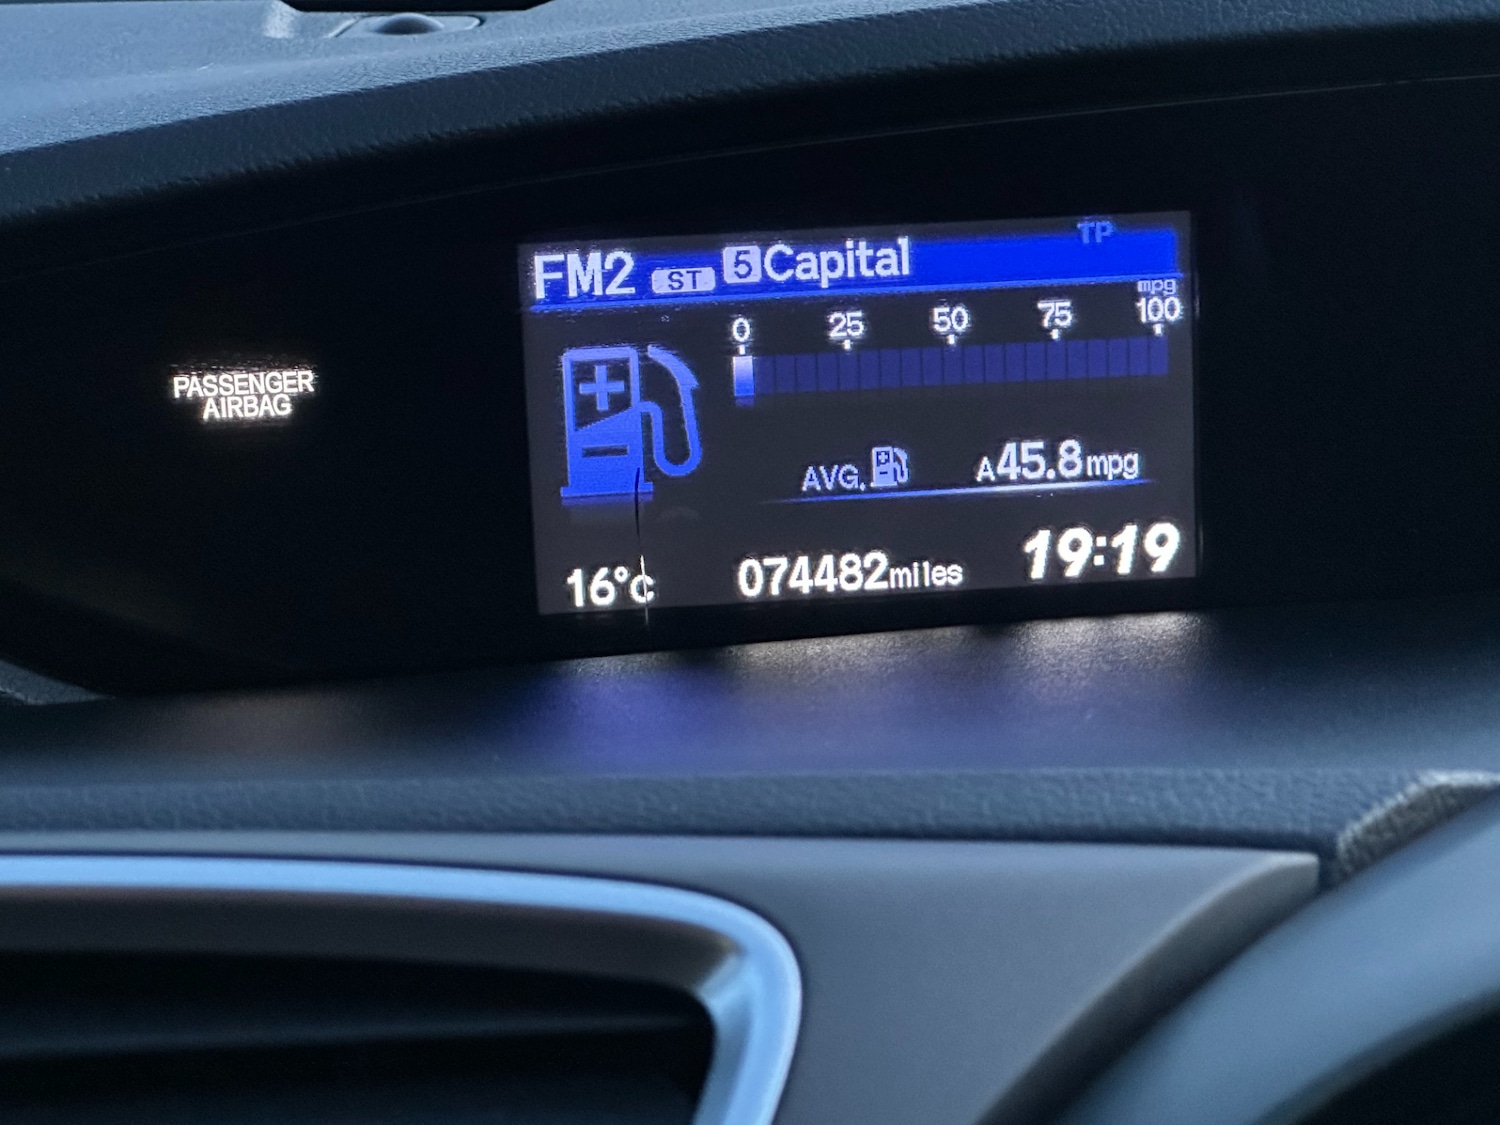 PASSENGER
AIRBAG
TP
FM2 ST 5 Capital
mpg
0 25 50 75 100
AVG. A45.8mpg
16°c 074482miles 19:19